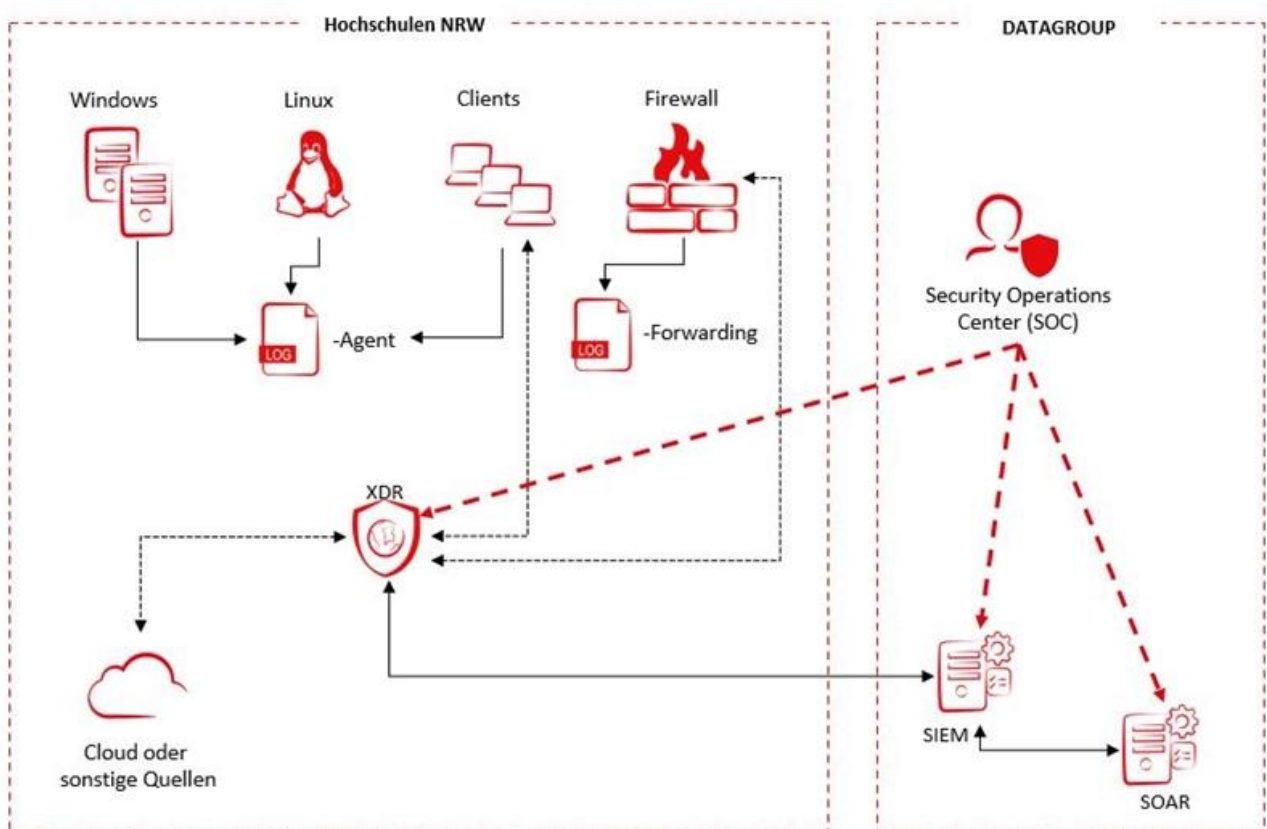 Hochschulen NRW
DATAGROUP
Windows
Linux
Clients
Firewall
LOG
-Agent
LOG
-Forwarding
Security Operations
Center (SOC)
XDR
Cloud oder
sonstige Quellen
SIEM
SOAR